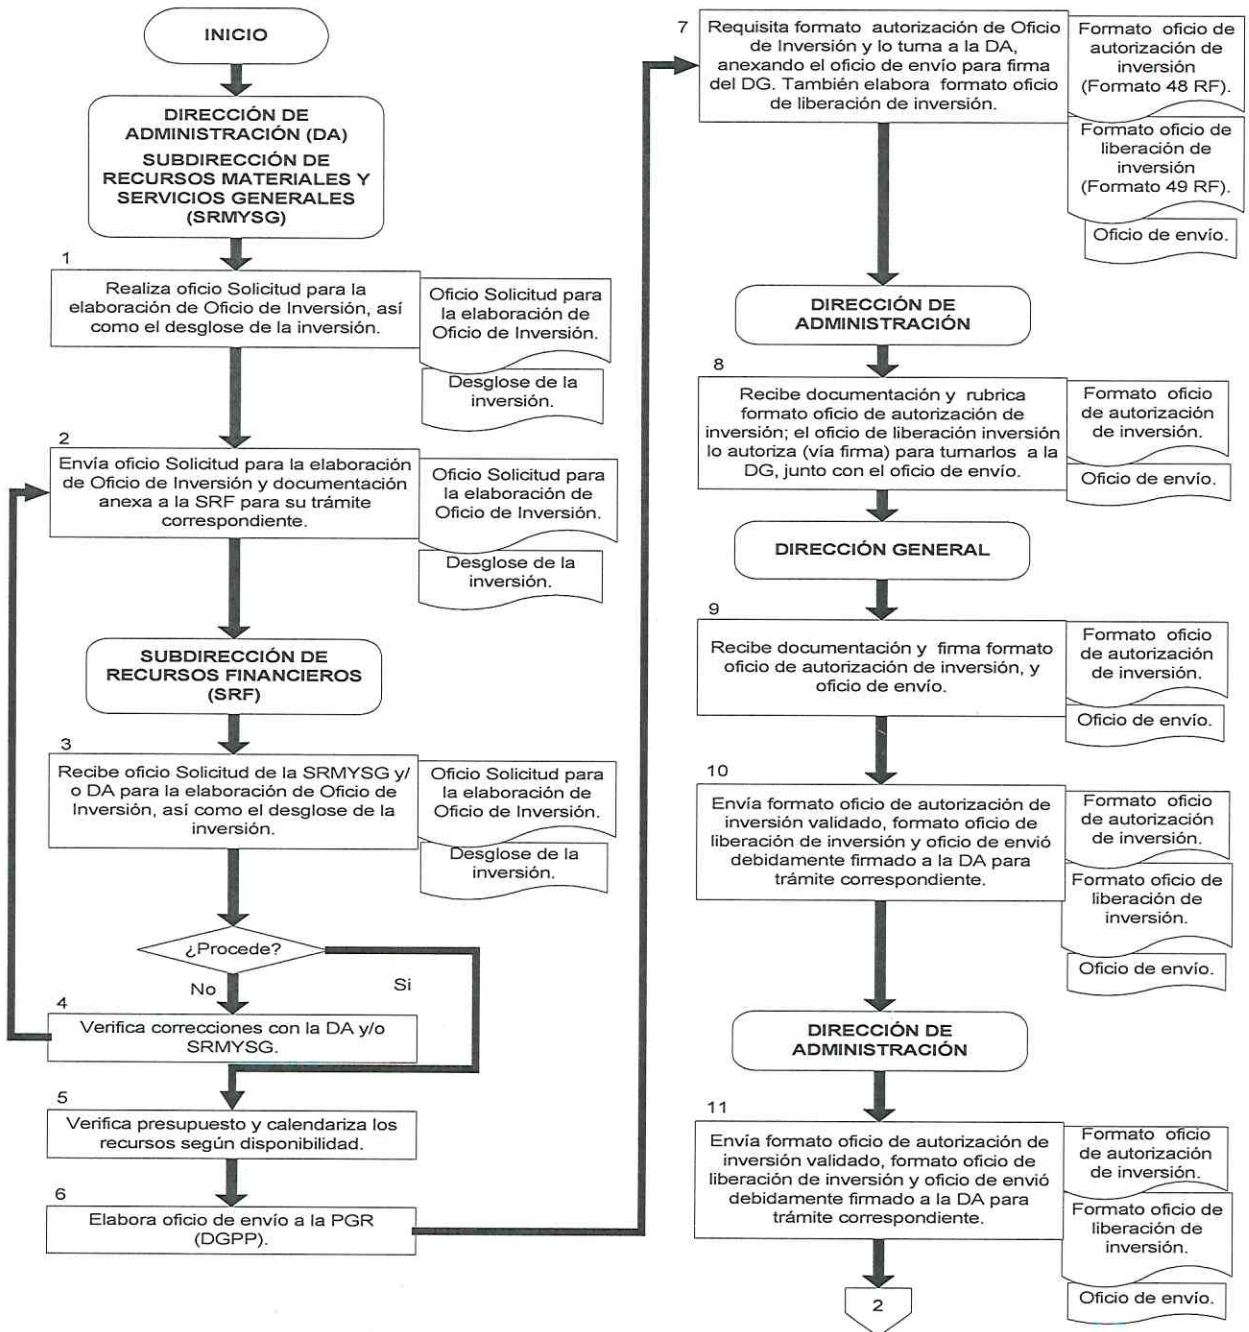 INICIO
DIRECCIÓN DE
ADMINISTRACIÓN (DA)
SUBDIRECCIÓN DE
RECURSOS MATERIALES Y
SERVICIOS GENERALES
(SRMYSG)
1
Realiza oficio Solicitud para la
elaboración de Oficio de Inversión, así
como el desglose de la inversión.
Oficio Solicitud para
la elaboración de
Oficio de Inversión.
Desglose de la
inversión.
2
Envía oficio Solicitud para la elaboración
de Oficio de Inversión y documentación
anexa a la SRF para su trámite
correspondiente.
Oficio Solicitud para
la elaboración de
Oficio de Inversión.
Desglose de la
inversión.
SUBDIRECCIÓN DE
RECURSOS FINANCIEROS
(SRF)
3
Recibe oficio Solicitud de la SRMYSG y/
o DA para la elaboración de Oficio de
Inversión, así como el desglose de la
inversión.
Oficio Solicitud para
la elaboración de
Oficio de Inversión.
Desglose de la
inversión.
¿Procede?
No
Si
4
Verifica correcciones con la DA y/o
SRMYSG.
5
Verifica presupuesto y calendariza los
recursos según disponibilidad.
6
Elabora oficio de envío a la PGR
(DGPP).
7
Requisita formato autorización de Oficio
de Inversión y lo turna a la DA,
anexando el oficio de envío para firma
del DG. También elabora formato oficio
de liberación de inversión.
Formato oficio de
autorización de
inversión
(Formato 48 RF).
Formato oficio de
liberación de
inversión
(Formato 49 RF).
Oficio de envío.
DIRECCIÓN DE
ADMINISTRACIÓN
8
Recibe documentación y rubrica
formato oficio de autorización de
inversión; el oficio de liberación inversión
lo autoriza (vía firma) para turnarlos a la
DG, junto con el oficio de envío.
Formato oficio
de autorización
de inversión.
Oficio de envío.
DIRECCIÓN GENERAL
9
Recibe documentación y firma formato
oficio de autorización de inversión, y
oficio de envío.
Formato oficio
de autorización
de inversión.
Oficio de envío.
10
Envía formato oficio de autorización de
inversión validado, formato oficio de
liberación de inversión y oficio de envió
debidamente firmado a la DA para
trámite correspondiente.
Formato oficio
de autorización
de inversión.
Formato oficio de
liberación de
inversión.
Oficio de envío.
DIRECCIÓN DE
ADMINISTRACIÓN
11
Envía formato oficio de autorización de
inversión validado, formato oficio de
liberación de inversión y oficio de envió
debidamente firmado a la DA para
trámite correspondiente.
Formato oficio
de autorización
de inversión.
Formato oficio de
liberación de
inversión.
Oficio de envío.
2